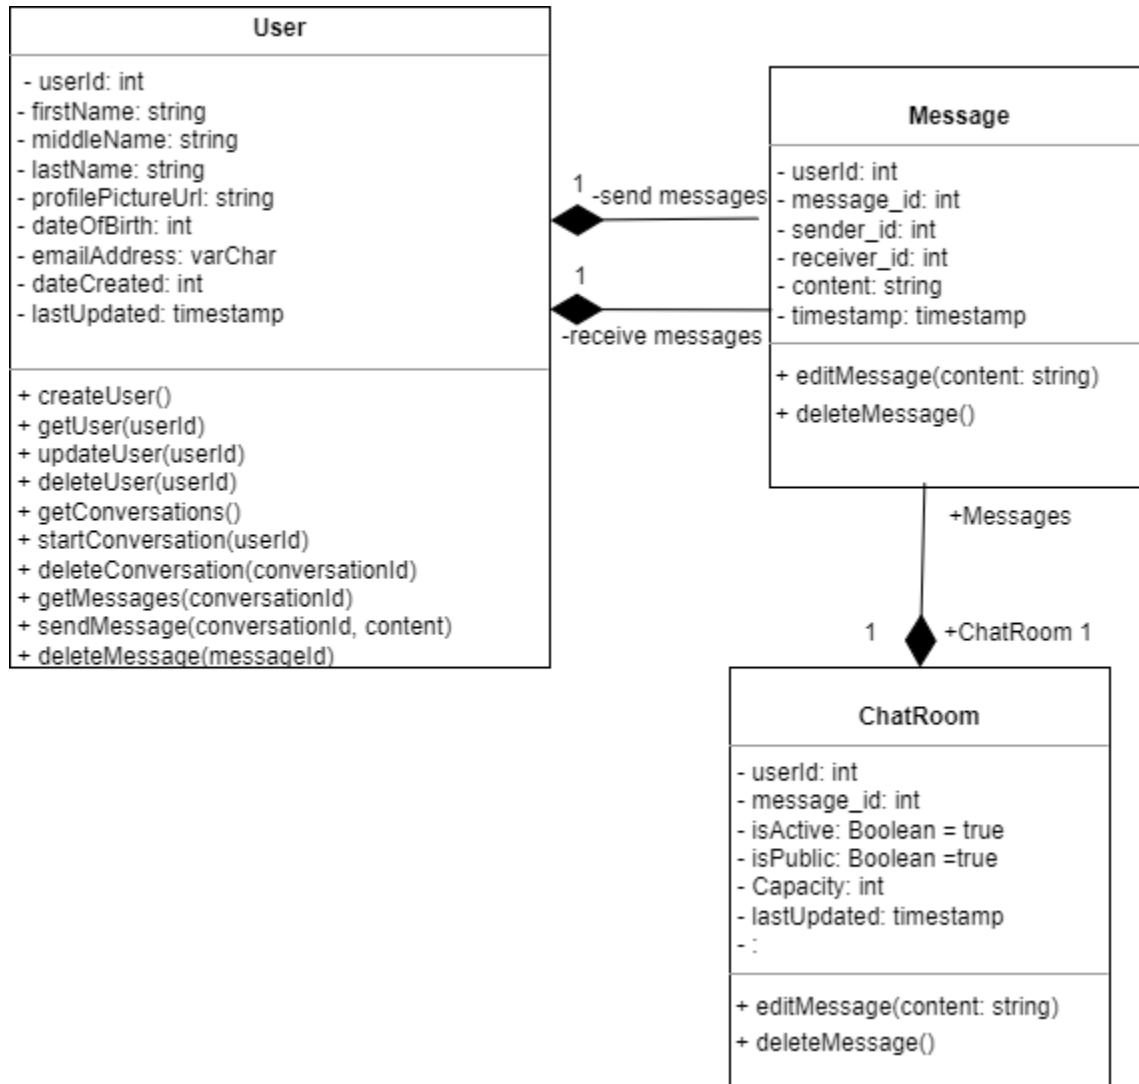 User
- userId: int
- firstName: string
- middleName: string
- lastName: string
- profilePictureUrl: string
- dateOfBirth: int
- emailAddress: varChar
- dateCreated: int
- lastUpdated: timestamp
+ createUser()
+ getUser(userId)
+ updateUser(userId)
+ deleteUser(userId)
+ getConversations()
+ startConversation(userId)
+ deleteConversation(conversationId)
+ getMessages(conversationId)
+ sendMessage(conversationId, content)
+ deleteMessage(messageId)
1
-send messages
1
-receive messages
Message
- userId: int
- message_id: int
- sender_id: int
- receiver_id: int
- content: string
- timestamp: timestamp
+ editMessage(content: string)
+ deleteMessage()
+Messages
1
+ChatRoom 1
ChatRoom
- userId: int
- message_id: int
- isActive: Boolean = true
- isPublic: Boolean =true
- Capacity: int
- lastUpdated: timestamp
- :
+ editMessage(content: string)
+ deleteMessage()